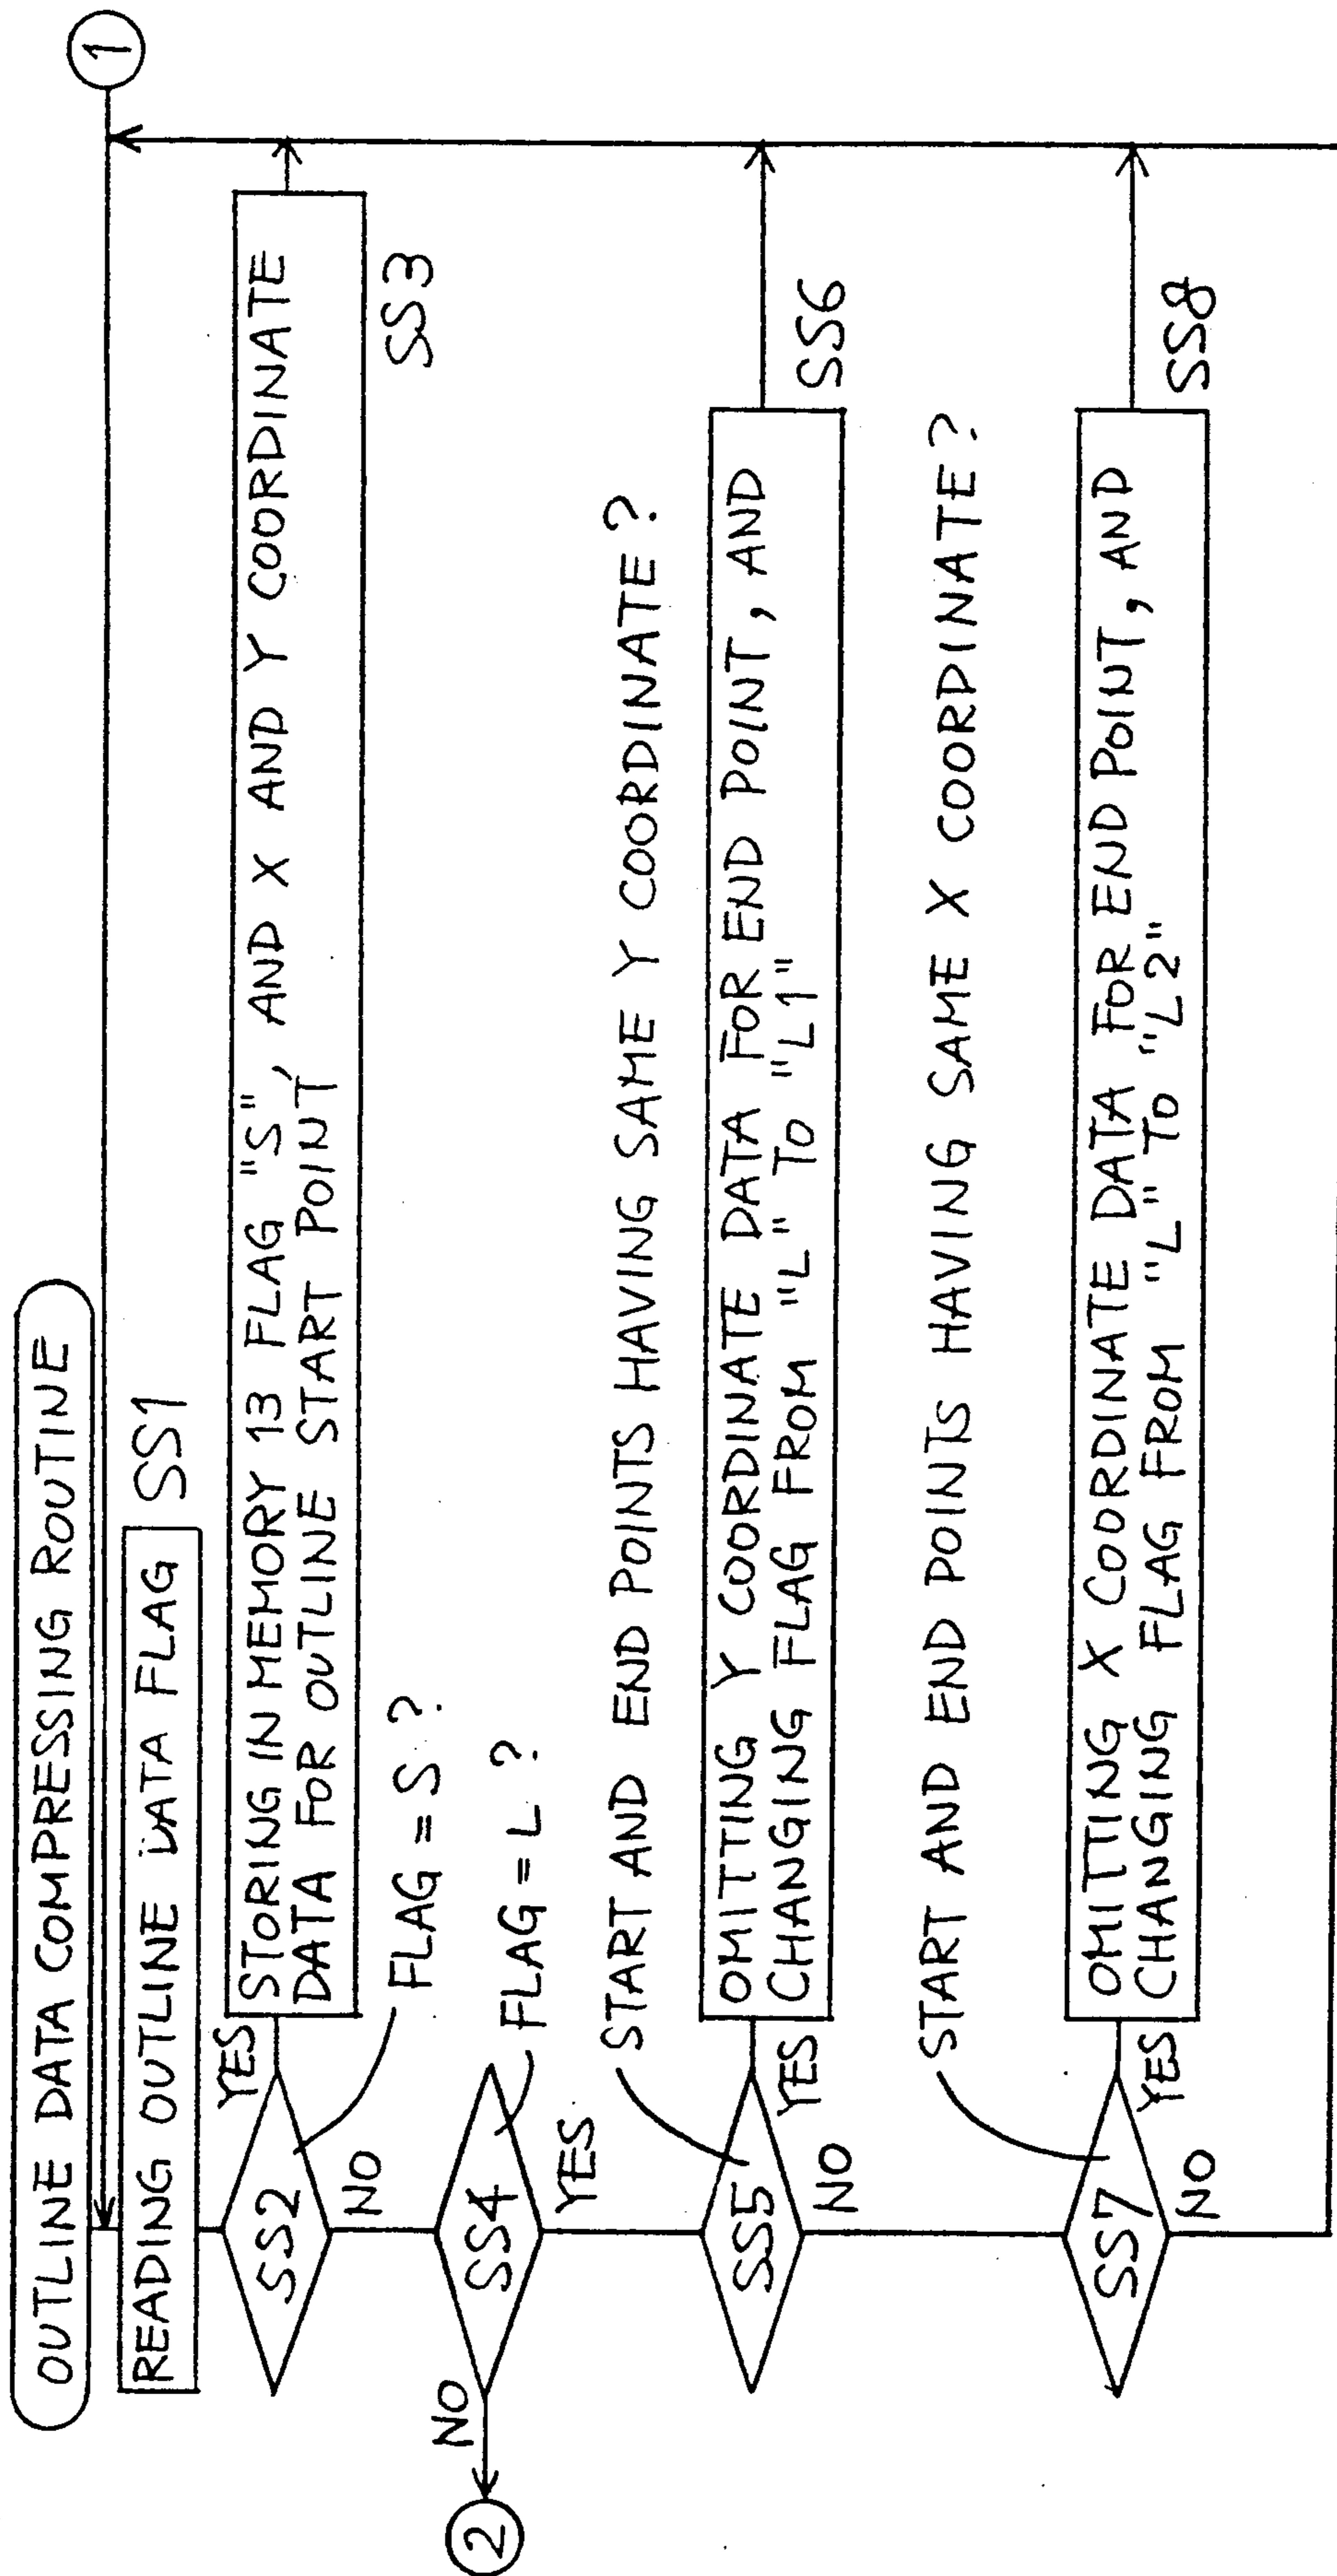 OUTLINE DATA COMPRESSING ROUTINE
1
READING OUTLINE DATA FLAG
SS1
SS2
YES
STORING IN MEMORY 13 FLAG "S", AND X AND Y COORDINATE
DATA FOR OUTLINE START POINT
SS3
NO
FLAG = S ?
2
NO
SS4
FLAG = L ?
YES
START AND END POINTS HAVING SAME Y COORDINATE ?
SS5
YES
OMITTING Y COORDINATE DATA FOR END POINT, AND
CHANGING FLAG FROM "L" TO "L1"
SS6
NO
START AND END POINTS HAVING SAME X COORDINATE ?
SS7
YES
OMITTING X COORDINATE DATA FOR END POINT, AND
CHANGING FLAG FROM "L" TO "L2"
SS8
NO